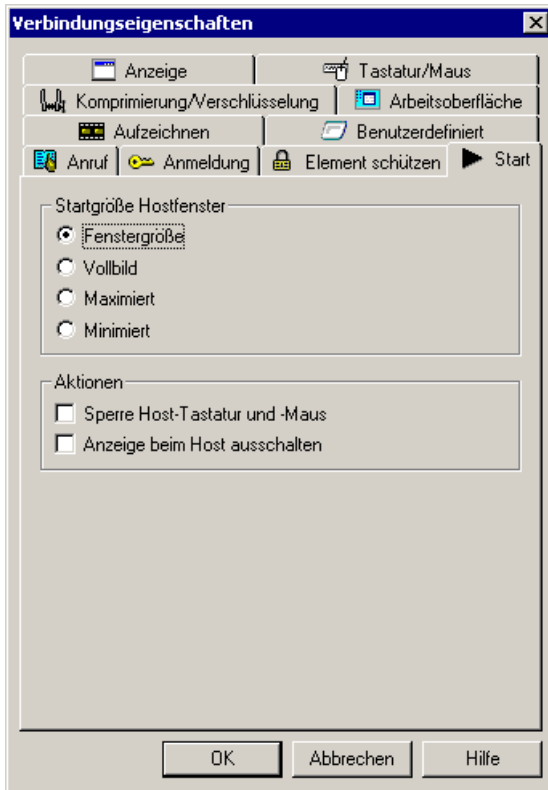 Verbindungseigenschaften
Anzeige Tastatur/Maus
Komprimierung/Verschlüsselung Arbeitsoberfläche
Aufzeichnen Benutzerdefiniert
Anruf Anmeldung Element schützen Start
Startgröße Hostfenster
Fenstergröße
Vollbild
Maximiert
Minimiert
Aktionen
Sperre Host-Tastatur und -Maus
Anzeige beim Host ausschalten
OK Abbrechen Hilfe